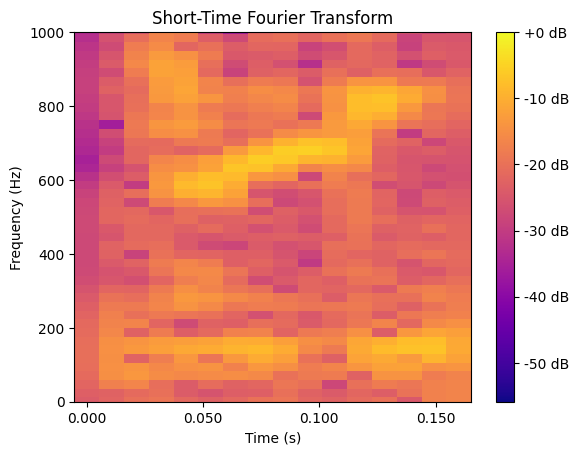 Short-Time Fourier Transform
1000
800
600
400
200
0
Frequency (Hz)
0.000
0.050
0.100
0.150
Time (s)
+0 dB
-10 dB
-20 dB
-30 dB
-40 dB
-50 dB